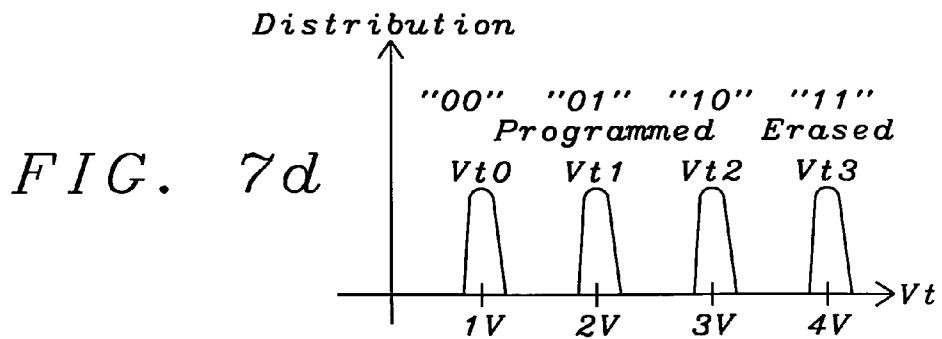 Distribution
"00" "01" "10" "11"
Programmed Erased
FIG. 7d
Vt0 Vt1 Vt2 Vt3
Vt
1V 2V 3V 4V